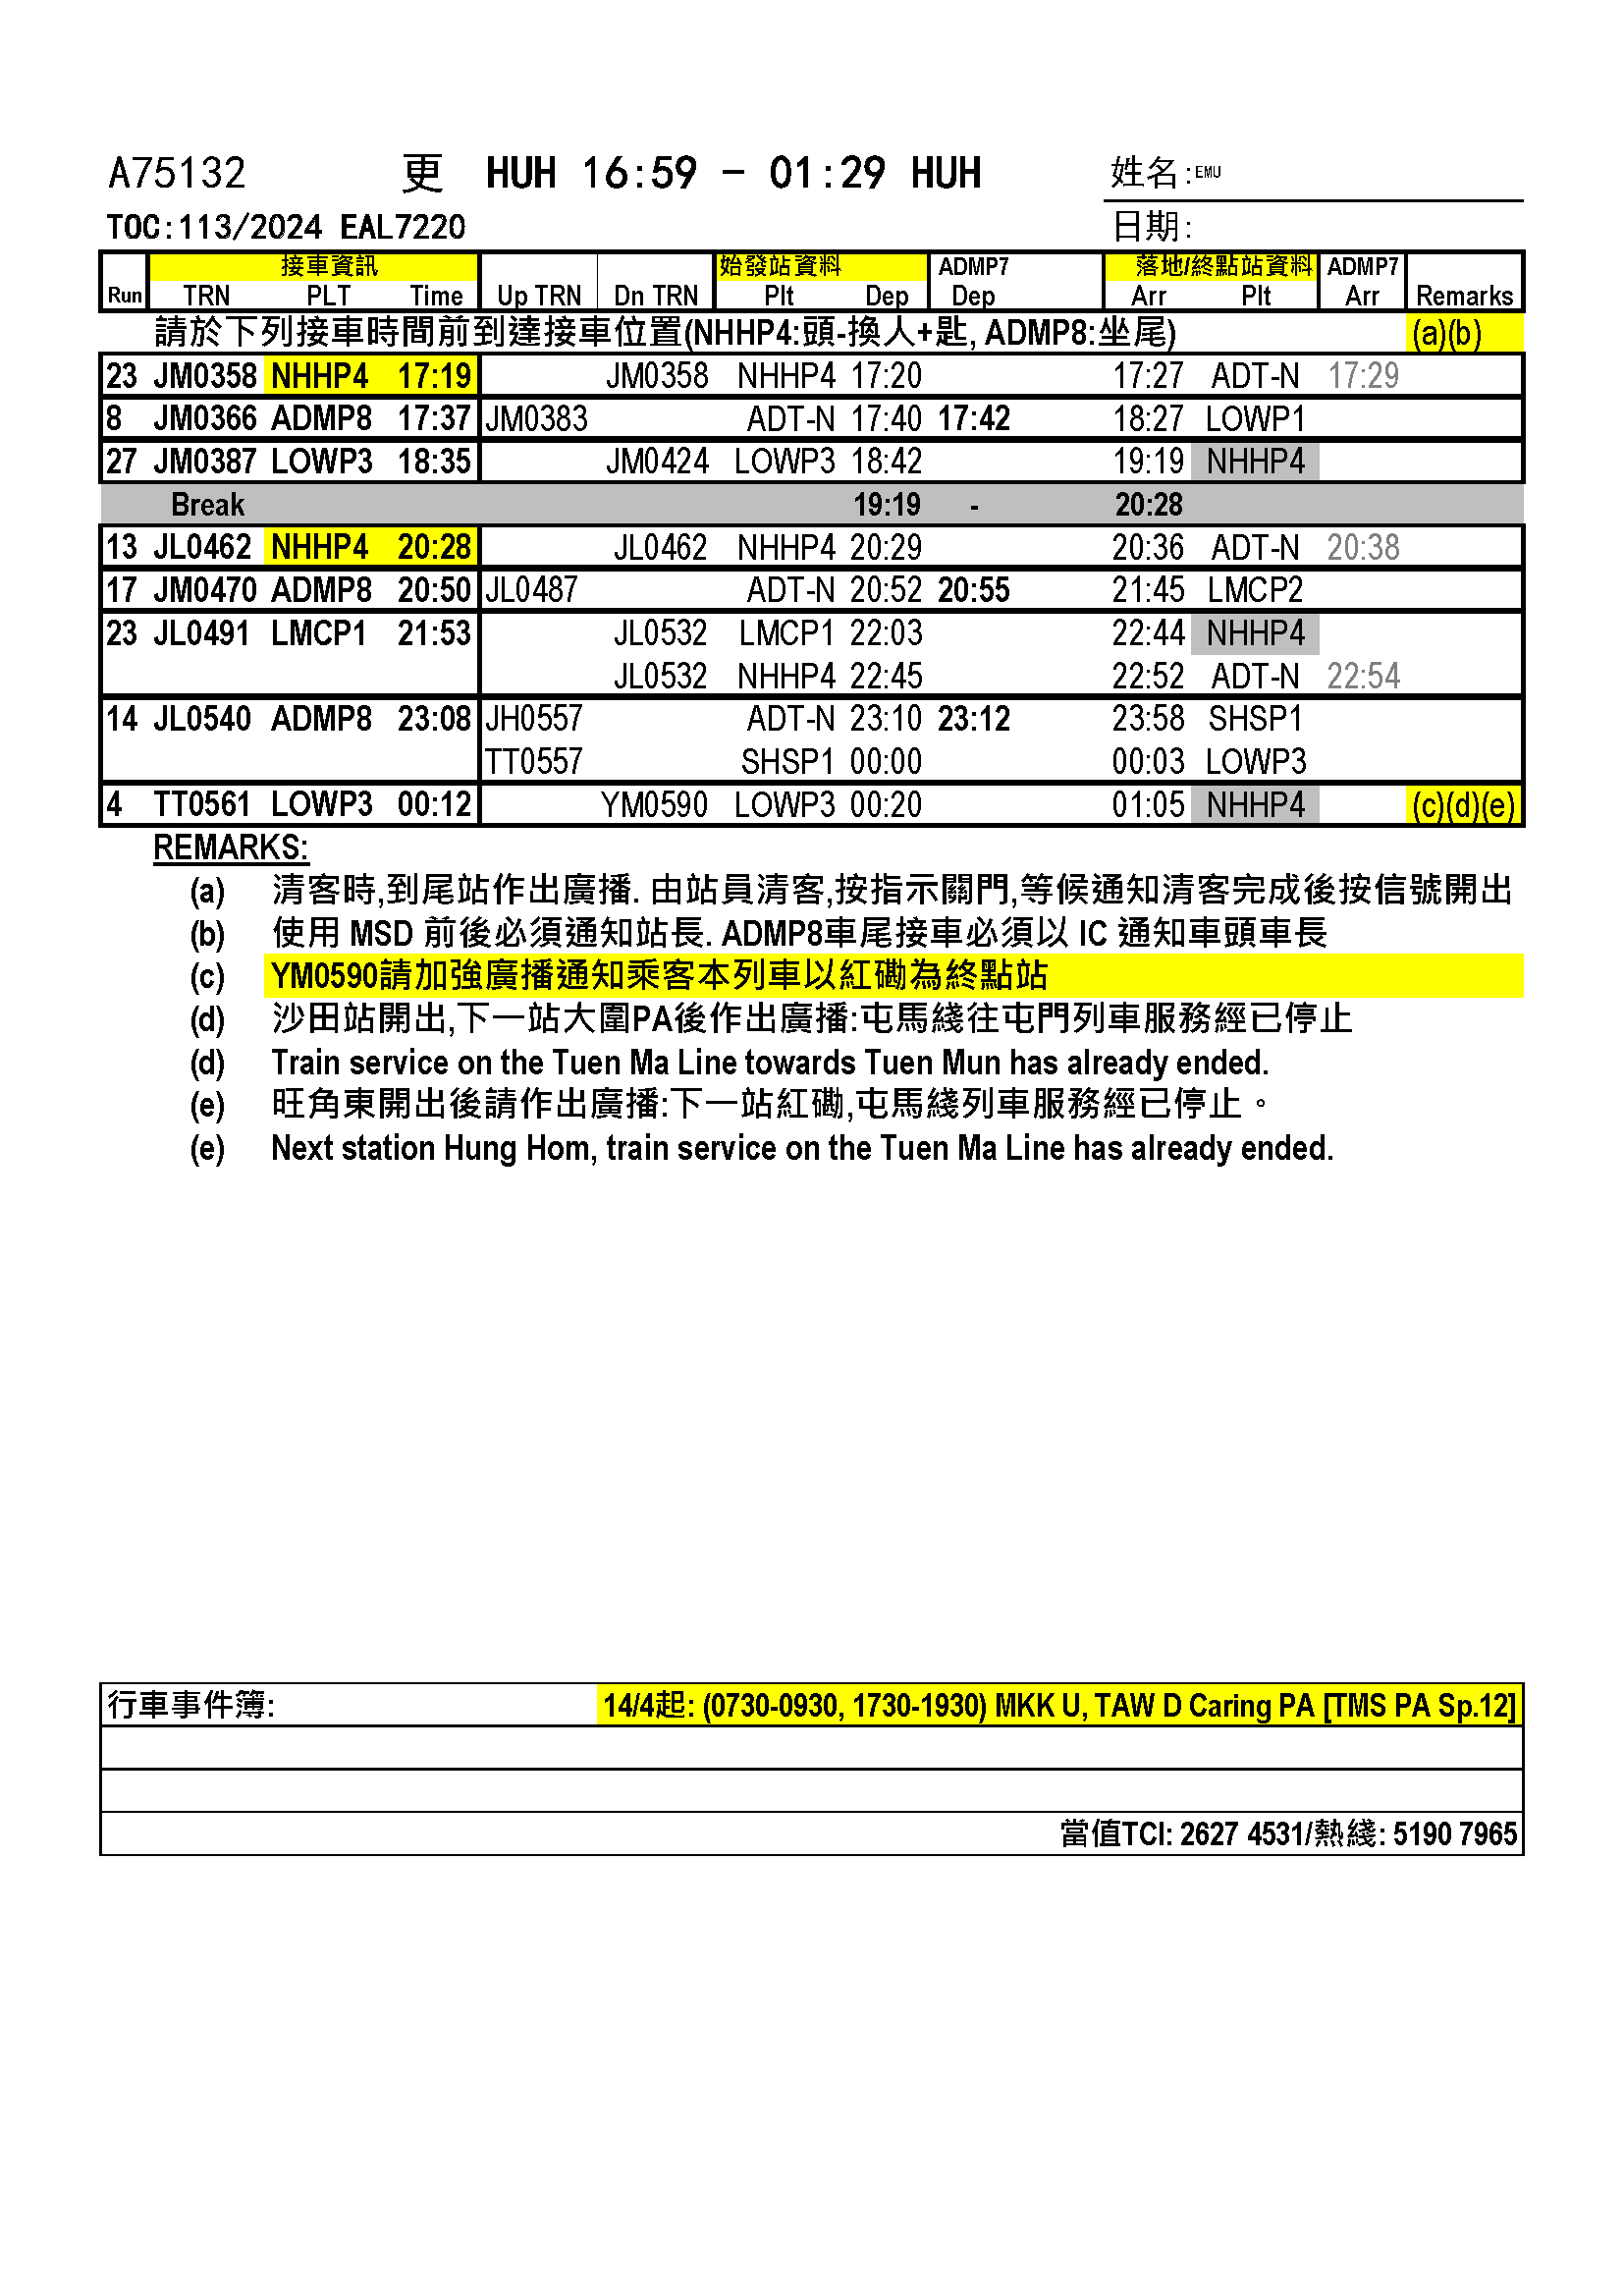 A75132 更 HUH 16:59 - 01:29 HUH 姓名:EMU
TOC:113/2024 EAL7220 日期:
接車資訊 始發站資料 ADMP7 落地/終點站資料 ADMP7
Run TRN PLT Time Up TRN Dn TRN Plt Dep Dep Arr Plt Arr Remarks
請於下列接車時間前到達接車位置(NHHP4:頭-換人+匙, ADMP8:坐尾) (a)(b)
23 JM0358 NHHP4 17:19 JM0358 NHHP4 17:20 17:27 ADT-N 17:29
8 JM0366 ADMP8 17:37 JM0383 ADT-N 17:40 17:42 18:27 LOWP1
27 JM0387 LOWP3 18:35 JM0424 LOWP3 18:42 19:19 NHHP4
Break 19:19 - 20:28
13 JL0462 NHHP4 20:28 JL0462 NHHP4 20:29 20:36 ADT-N 20:38
17 JM0470 ADMP8 20:50 JL0487 ADT-N 20:52 20:55 21:45 LMCP2
23 JL0491 LMCP1 21:53 JL0532 LMCP1 22:03 22:44 NHHP4
JL0532 NHHP4 22:45 22:52 ADT-N 22:54
14 JL0540 ADMP8 23:08 JH0557 ADT-N 23:10 23:12 23:58 SHSP1
TT0557 SHSP1 00:00 00:03 LOWP3
4 TT0561 LOWP3 00:12 YM0590 LOWP3 00:20 01:05 NHHP4 (c)(d)(e)
REMARKS:
(a) 清客時,到尾站作出廣播. 由站員清客,按指示關門,等候通知清客完成後按信號開出
(b) 使用 MSD 前後必須通知站長. ADMP8車尾接車必須以 IC 通知車頭車長
(c) YM0590請加強廣播通知乘客本列車以紅磡為終點站
(d) 沙田站開出,下一站大圍PA後作出廣播:屯馬綫往屯門列車服務經已停止
(d) Train service on the Tuen Ma Line towards Tuen Mun has already ended.
(e) 旺角東開出後請作出廣播:下一站紅磡,屯馬綫列車服務經已停止。
(e) Next station Hung Hom, train service on the Tuen Ma Line has already ended.
行車事件簿: 14/4起: (0730-0930, 1730-1930) MKK U, TAW D Caring PA [TMS PA Sp.12]
當值TCI: 2627 4531/熱綫: 5190 7965